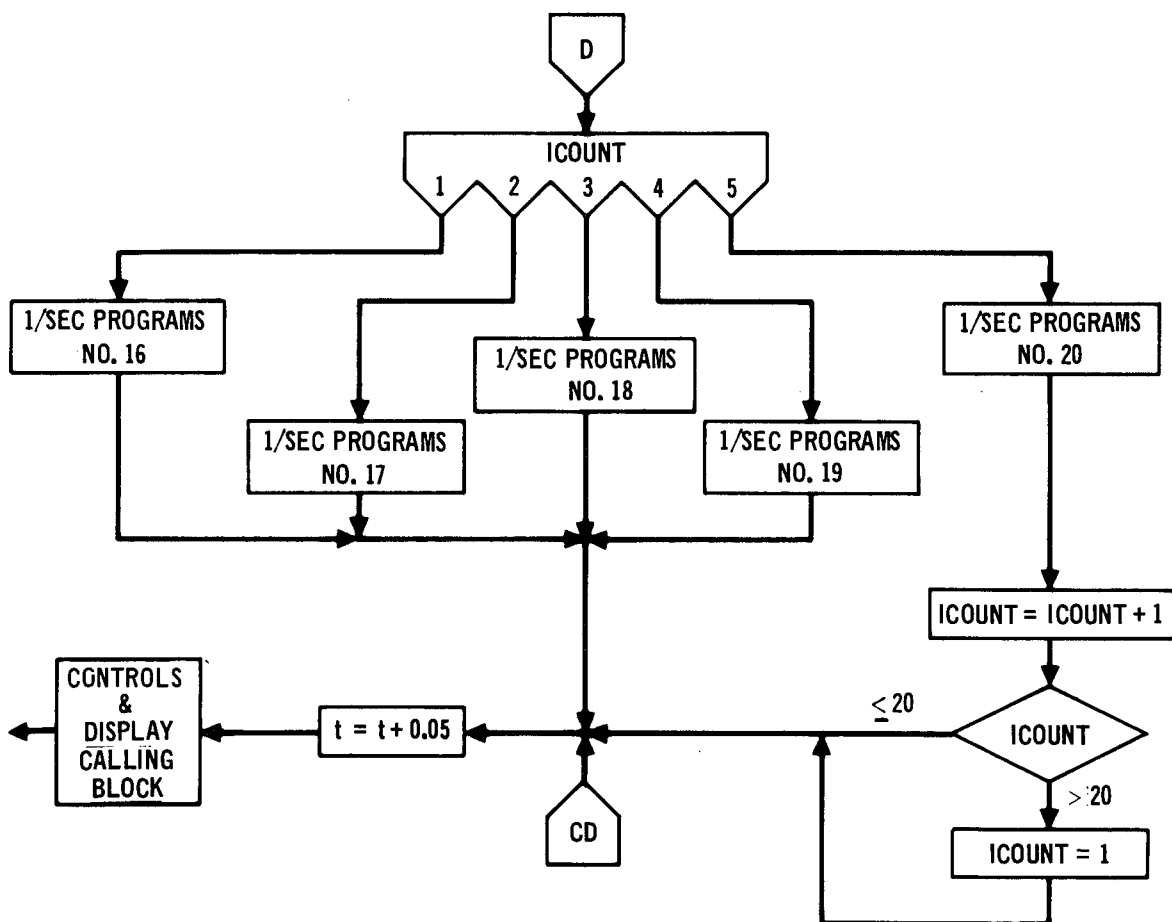 D
ICOUNT
1 2 3 4 5
1/SEC PROGRAMS
NO. 16
1/SEC PROGRAMS
NO. 17
1/SEC PROGRAMS
NO. 18
1/SEC PROGRAMS
NO. 19
1/SEC PROGRAMS
NO. 20
ICOUNT = ICOUNT + 1
≤ 20
ICOUNT
> 20
ICOUNT = 1
CONTROLS
&
DISPLAY
CALLING
BLOCK
t = t + 0.05
CD